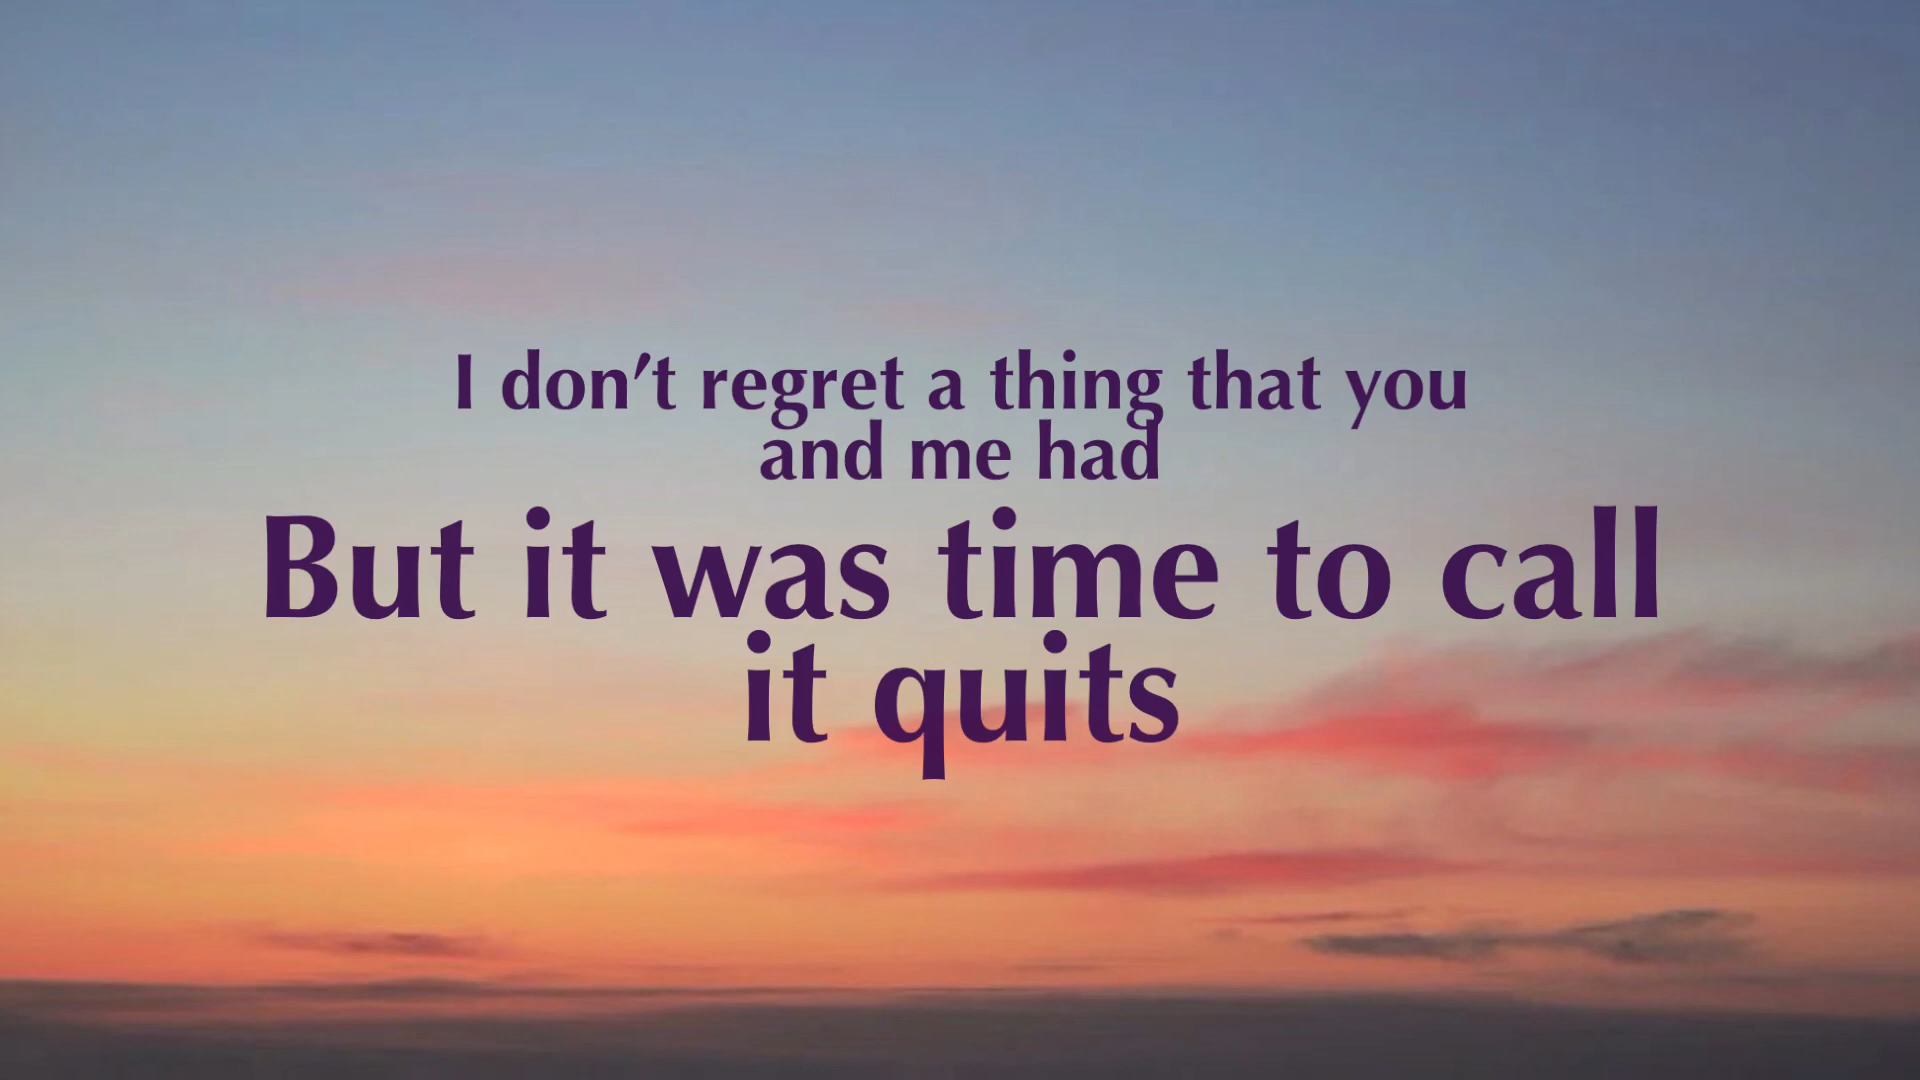 I don’t regret a thing that you
and me had
But it was time to call
it quits